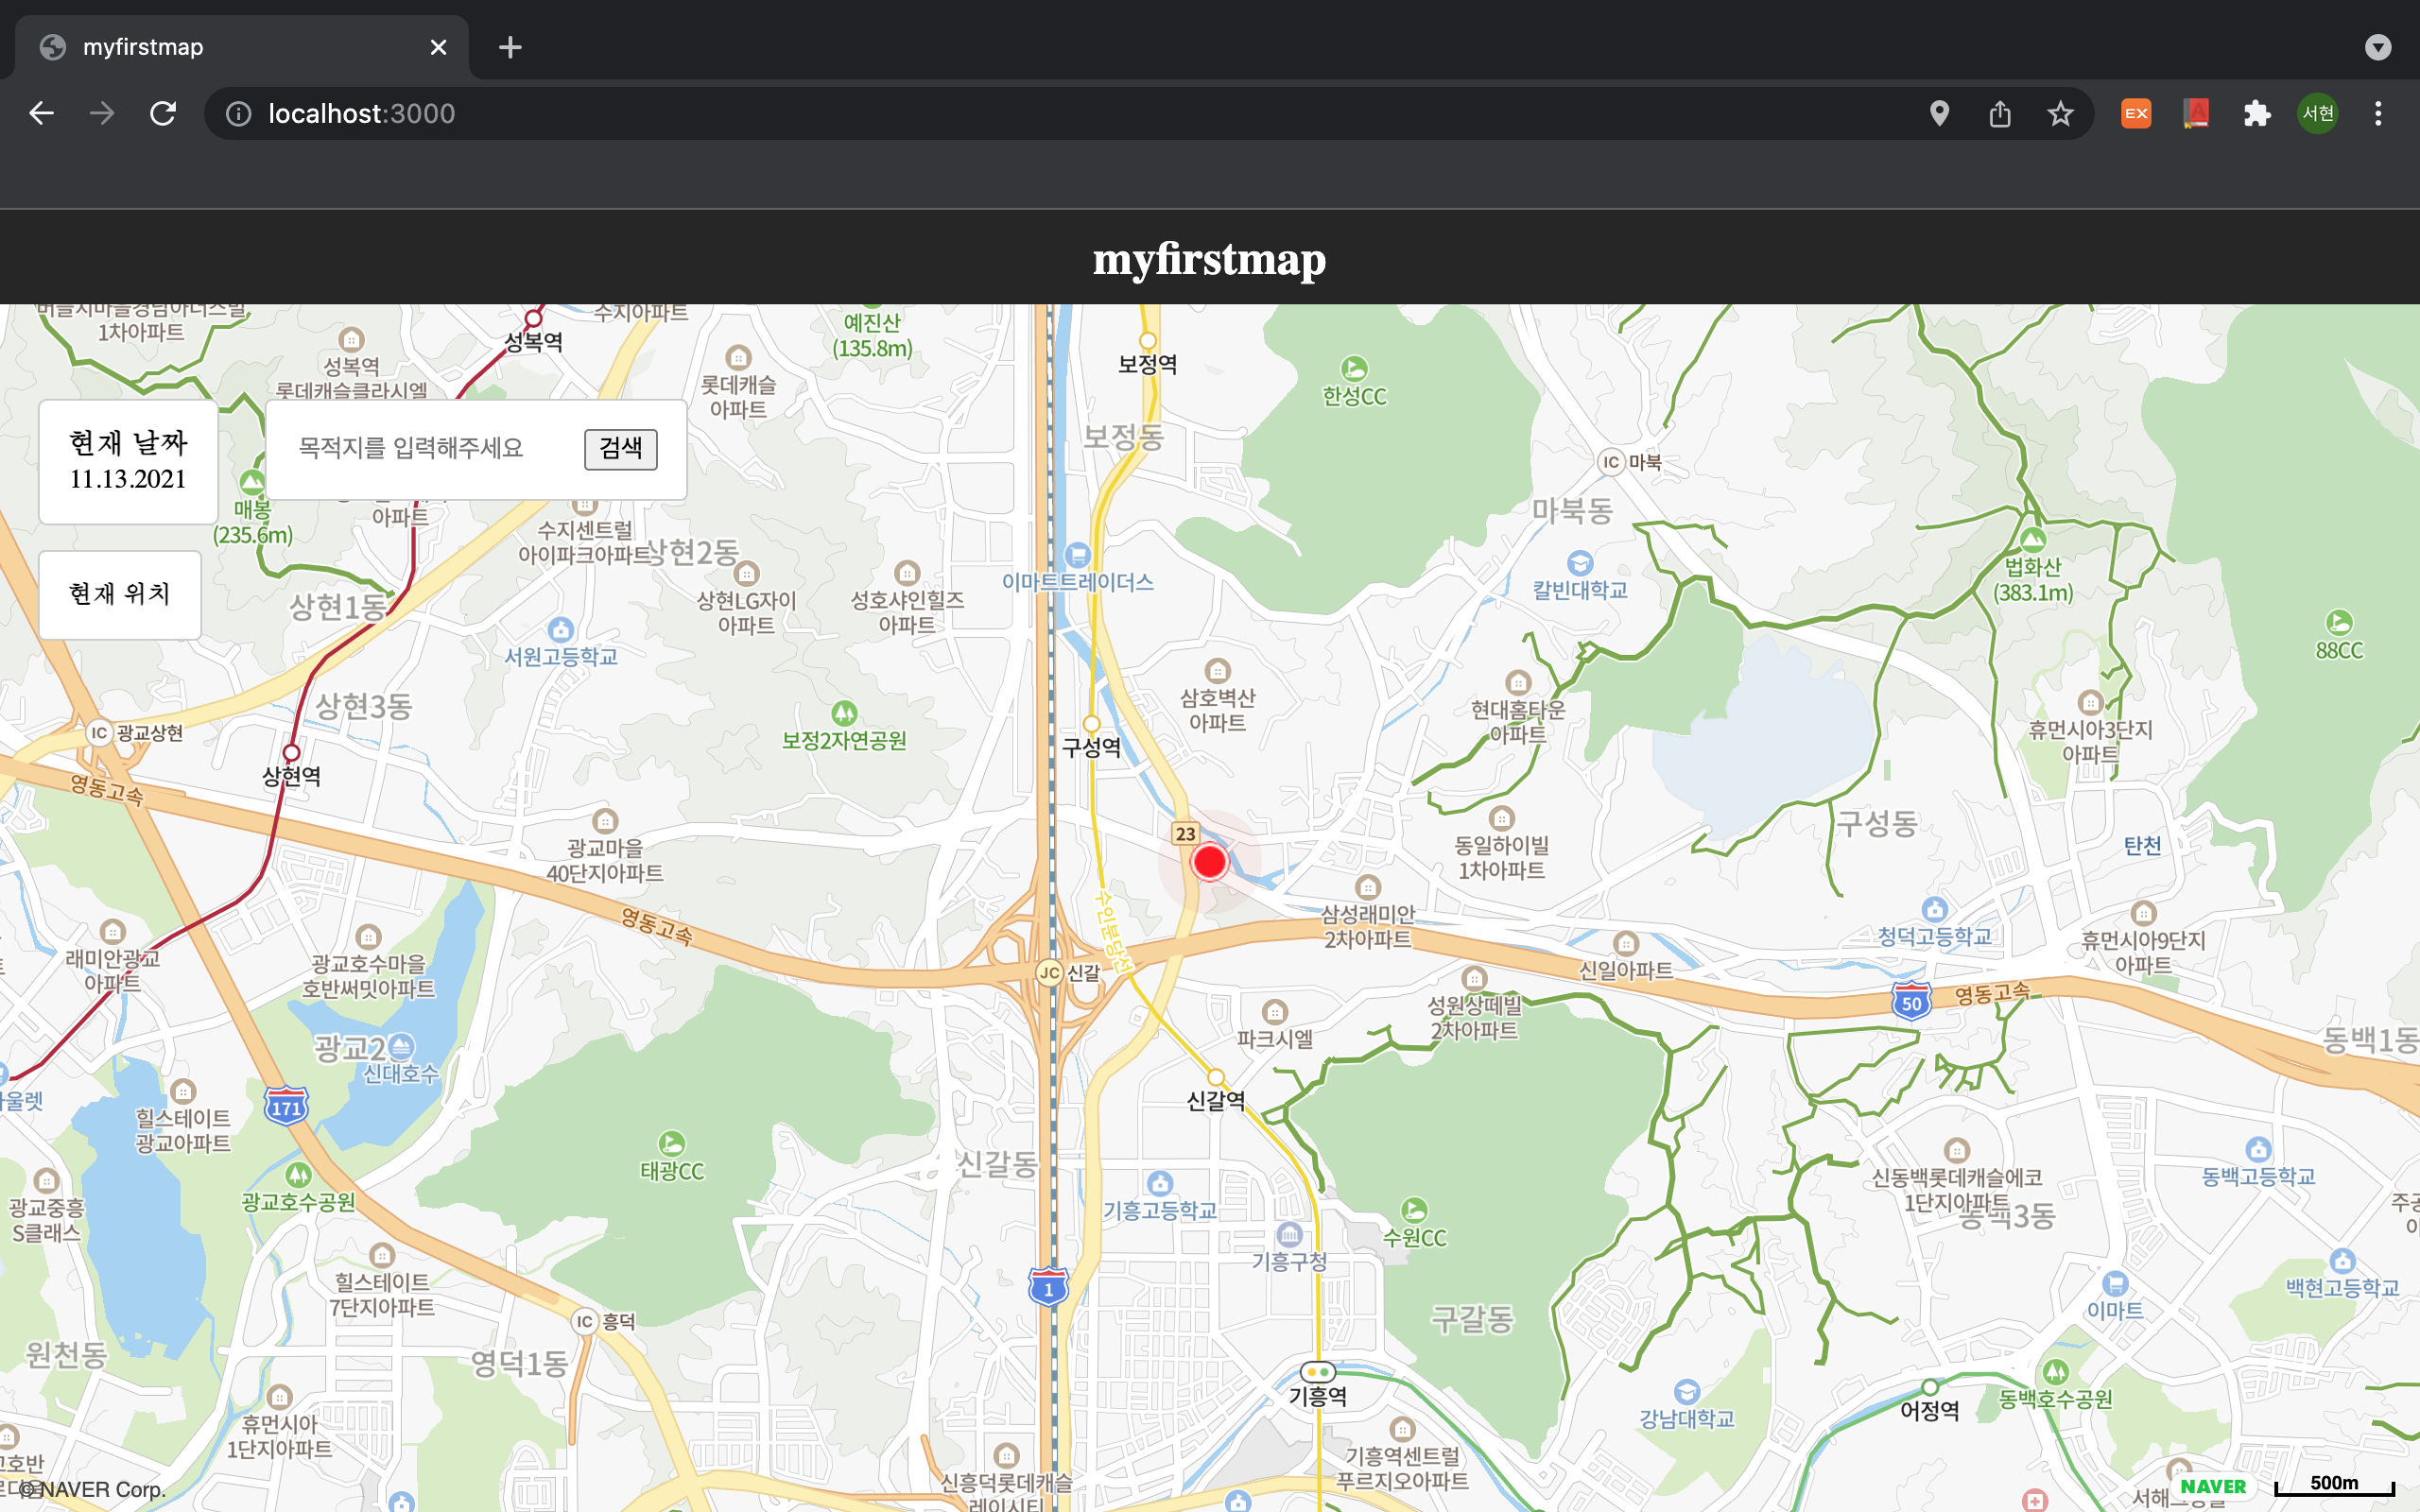 myfirstmap
localhost:3000
EX
서현
myfirstmap
1차아파트
수지아파트
성복역
예진산
(135.8m)
보정역
성복역
롯데캐슬클라시엘
롯데캐슬
아파트
한성CC
현재 날짜
11.13.2021
목적지를 입력해주세요
검색
보정동
IC 마북
매봉
(235.6m)
아파트
수지센트럴
아이파크아파트
상현2동
마북동
이마트트레이더스
칼빈대학교
법화산
(383.1m)
현재 위치
상현1동
상현LG자이
아파트
성호샤인힐즈
아파트
서원고등학교
88CC
상현3동
삼호벽산
아파트
현대홈타운
아파트
휴먼시아3단지
아파트
IC 광교상현
보정2자연공원
구성역
상현역
영동고속
23
광교마을
40단지아파트
동일하이빌
1차아파트
구성동
탄천
영동고속
수인분당선
삼성래미안
2차아파트
청덕고등학교
휴먼시아9단지
아파트
래미안광교
아파트
광교호수마을
호반써밋아파트
JC 신갈
신일아파트
50
영동고속
성원상떼빌
2차아파트
파크시엘
동백1동
광교2
신대호수
171
신갈역
힐스테이트
광교아파트
태광CC
신갈동
신동백롯데캐슬에코
1단지아파트
동백고등학교
광교호수공원
광교중흥
S클래스
기흥고등학교
수원CC
기흥구청
동백3동
힐스테이트
7단지아파트
1
이마트
백현고등학교
IC 흥덕
구갈동
원천동
영덕1동
기흥역
강남대학교
어정역
동백호수공원
휴먼시아
1단지아파트
기흥역센트럴
푸르지오아파트
신흥덕롯데캐슬
레이시티
© NAVER Corp.
NAVER
500m